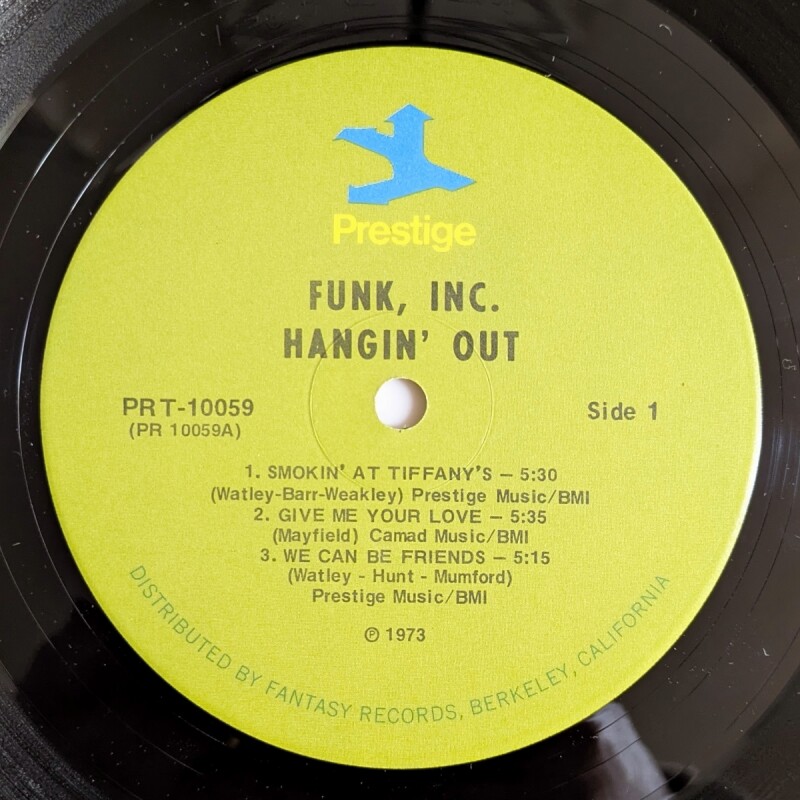 Prestige
FUNK, INC.
HANGIN' OUT
PRT-10059
(PR 10059A)
Side 1
1. SMOKIN' AT TIFFANY'S – 5:30
(Watley-Barr-Weakley) Prestige Music/BMI
2. GIVE ME YOUR LOVE – 5:35
(Mayfield) Camad Music/BMI
3. WE CAN BE FRIENDS – 5:15
(Watley - Hunt - Mumford)
Prestige Music/BMI
℗ 1973
DISTRIBUTED BY FANTASY RECORDS, BERKELEY, CALIFORNIA